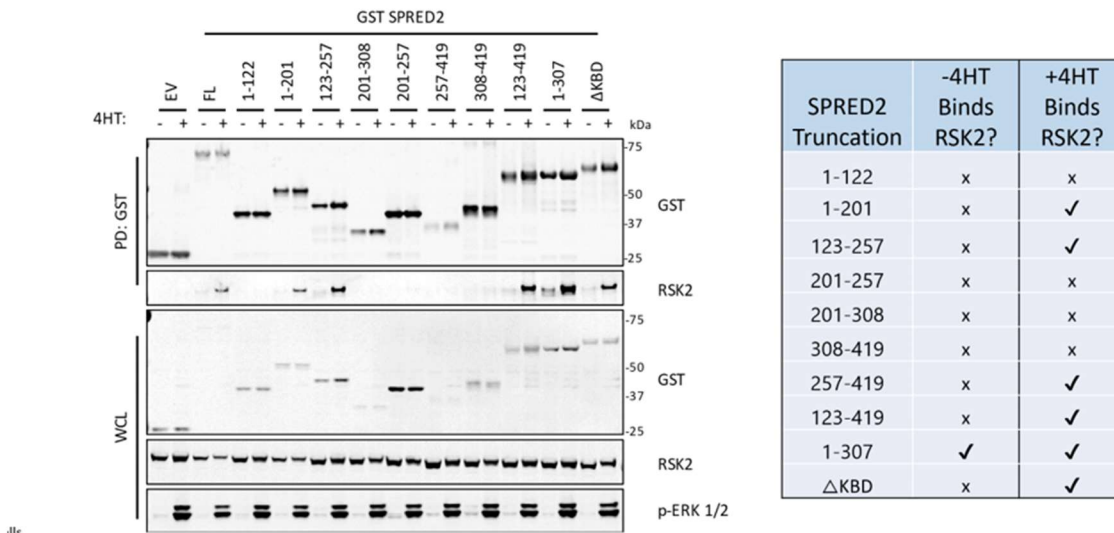 GST SPRED2
EV FL 1-122 1-201 123-257 201-308 201-257 257-419 308-419 123-419 1-307 ΔKBD
4HT: - + - + - + - + - + - + - + - + - + - + - + - + kDa
PD: GST
-75
-50
GST
-37
-25
RSK2
WCL
-75
-50
GST
-37
-25
RSK2
p-ERK 1/2
SPRED2 Truncation -4HT Binds RSK2? +4HT Binds RSK2?
1-122 x x
1-201 x ✓
123-257 x ✓
201-257 x x
201-308 x x
308-419 x x
257-419 x ✓
123-419 x ✓
1-307 ✓ ✓
△KBD x ✓